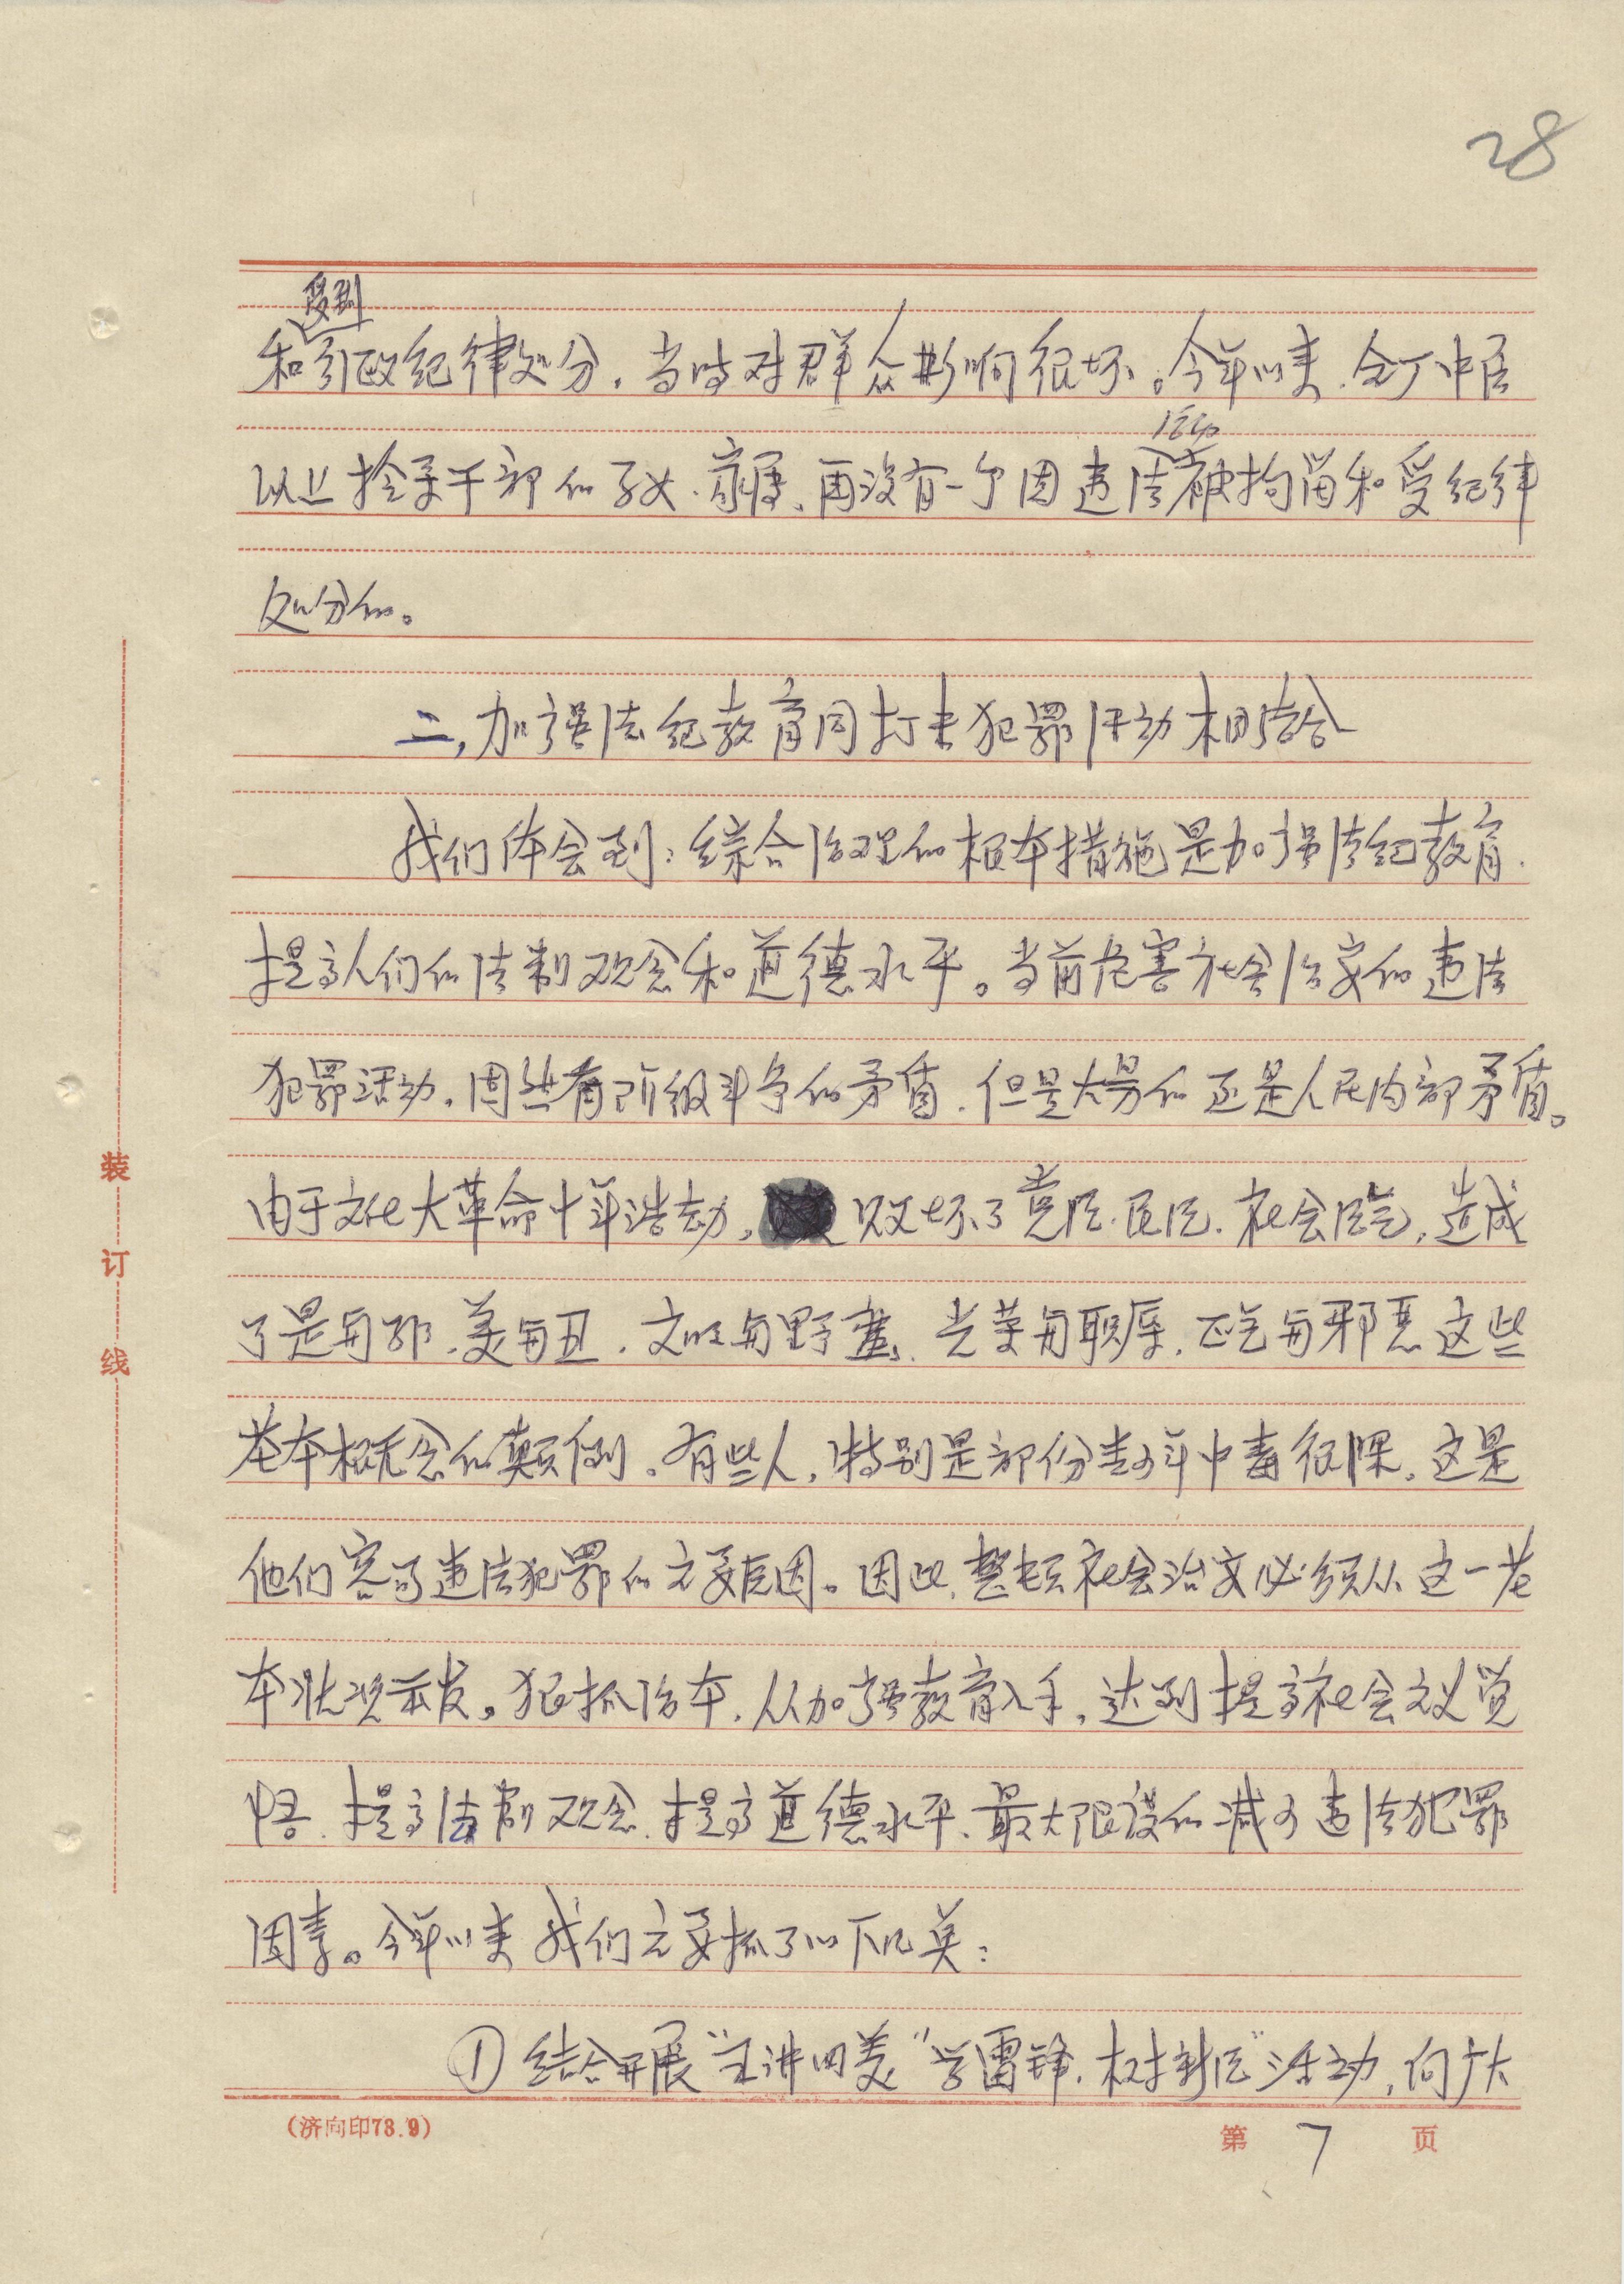 28
受到
和行政纪律处分,当时对群众影响很坏。今年以来,全厂中层
活动
以上指导干部的子女、亲属,再没有一个因违法被拘留和受纪律
处分的。
二,加强法纪教育同打击犯罪活动相结合
我们体会到:综合治理的根本措施是加强法纪教育,
提高人们的法制观念和道德水平。当前危害社会治安的违法
犯罪活动,固然有阶级斗争的矛盾,但是大量的还是人民内部矛盾。
由于文化大革命十年浩劫,败坏了党风、民风、社会风气,造成
了是与非、美与丑、文明与野蛮、光荣与耻辱,正气与邪恶这些
基本概念的颠倒。有些人,特别是部份青少年中毒很深,这是
他们容易违法犯罪的主要原因。因此,整顿社会治安必须从这一基
本状况出发,狠抓治本,从加强教育入手,达到提高社会主义觉
悟、提高法制观念、提高道德水平、最大限度的减少违法犯罪
因素。今年以来我们主要抓了以下几英:
①结合开展“五讲四美”“学雷锋、树新风”活动,向广大
装订线
(济向印78.9)
第 7 页